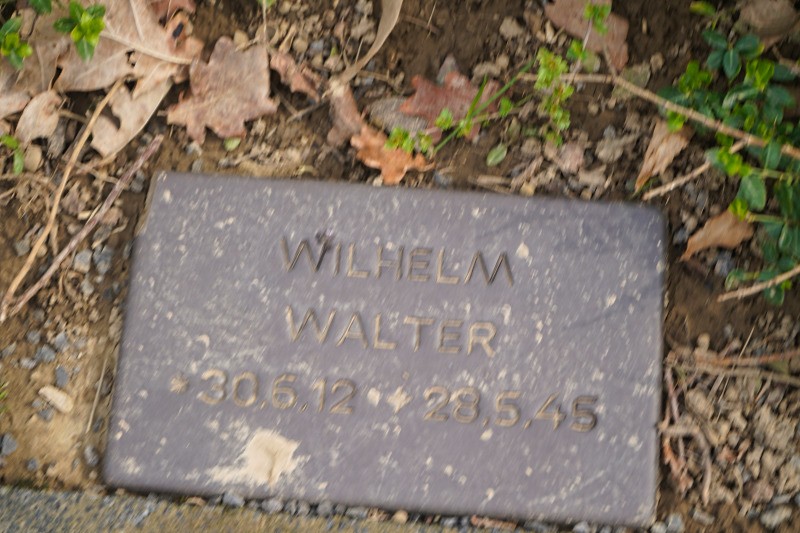 WILHELM
WALTER
* 30.6.12 + 28.5.45